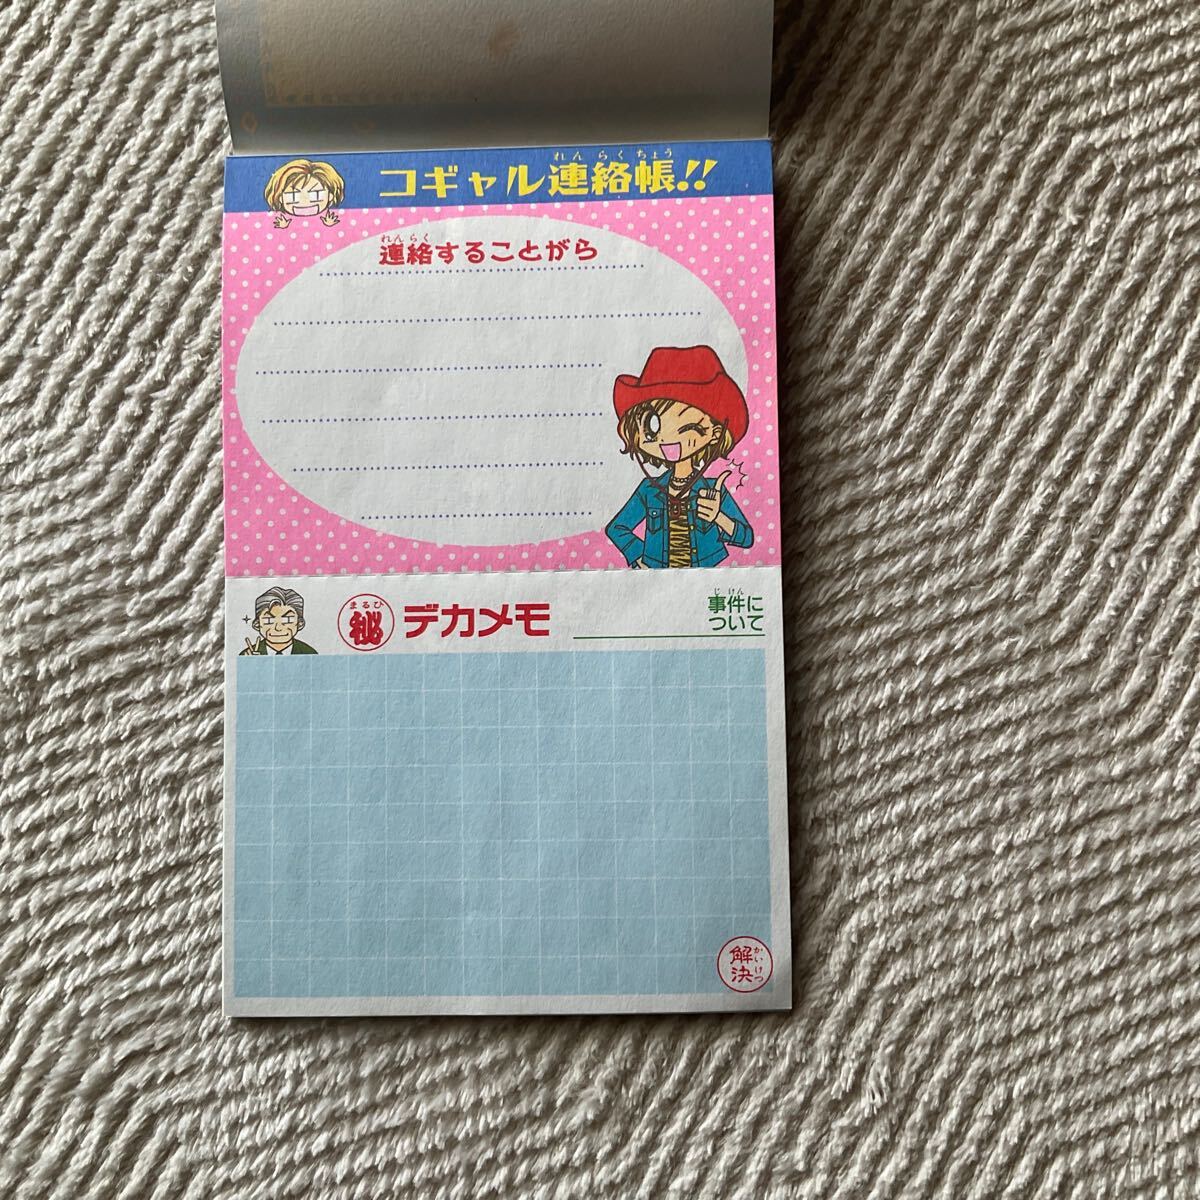 れんらくちょう
コギャル連絡帳!!
れんらく
連絡することがら
まるひ
秘 デカメモ
じけん
事件に
ついて
かい
解
けつ
決